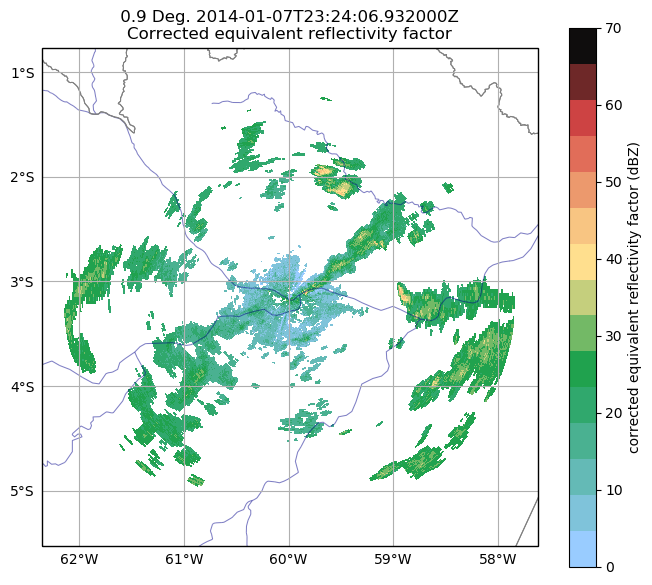 0.9 Deg. 2014-01-07T23:24:06.932000Z
Corrected equivalent reflectivity factor
1°S
2°S
3°S
4°S
5°S
62°W 61°W 60°W 59°W 58°W
70
60
50
40
30
20
10
0
corrected equivalent reflectivity factor (dBZ)